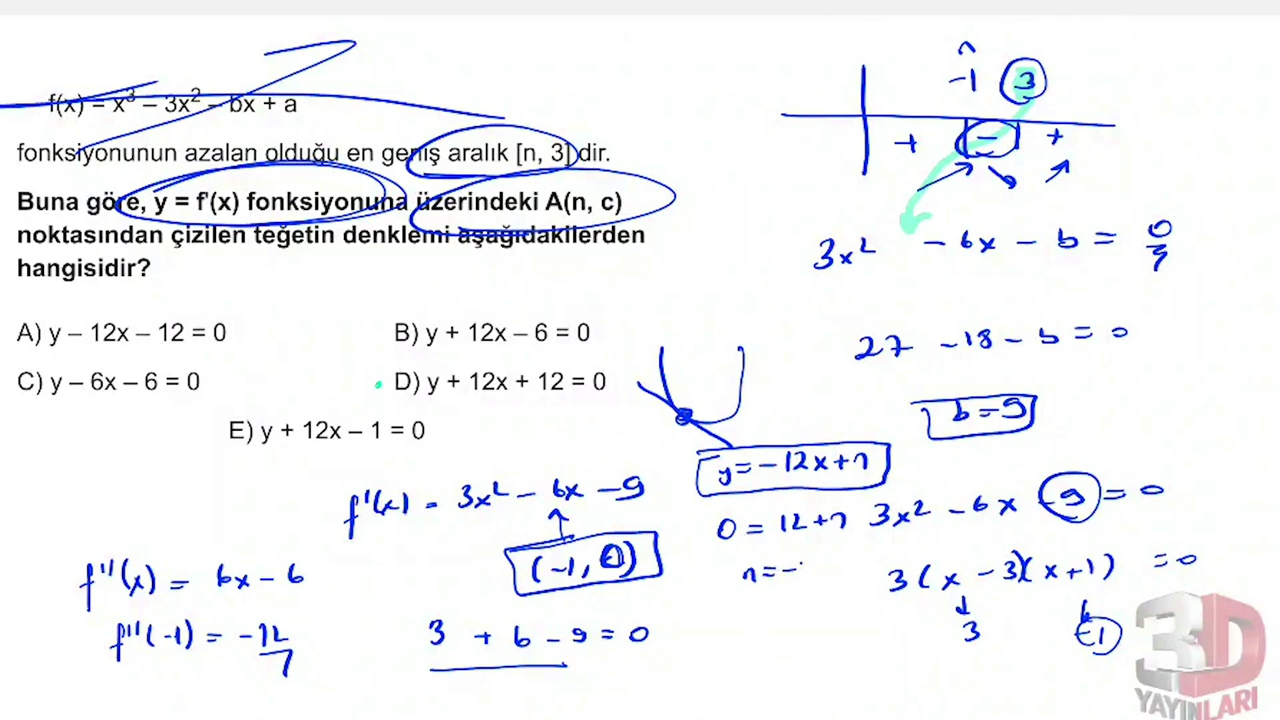 f(x) = x³ – 3x² – bx + a
fonksiyonunun azalan olduğu en geniş aralık [n, 3] dir.
Buna göre, y = f'(x) fonksiyonuna üzerindeki A(n, c)
noktasından çizilen teğetin denklemi aşağıdakilerden
hangisidir?
A) y – 12x – 12 = 0
B) y + 12x – 6 = 0
C) y – 6x – 6 = 0
D) y + 12x + 12 = 0
E) y + 12x – 1 = 0
n
-1 3
+ - +
3x² - 6x - b = 0
27 - 18 - b = 0
b = 9
y = -12x + n
f'(x) = 3x² - 6x - 9
0 = 12 + n
3x² - 6x - 9 = 0
(-1, 0)
n = -
3(x - 3)(x + 1) = 0
3 -1
f''(x) = 6x - 6
f''(-1) = -12
3 + 6 - 9 = 0
3D
YAYINLARI